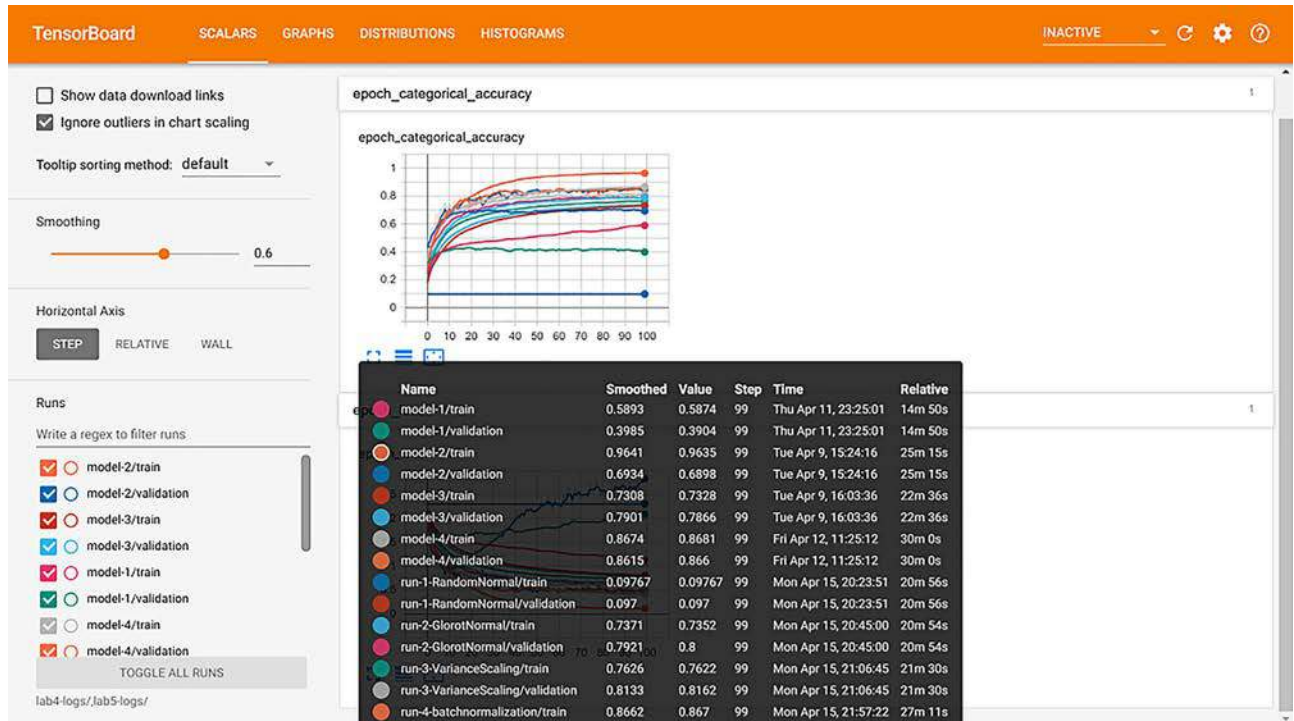 TensorBoard SCALARS GRAPHS DISTRIBUTIONS HISTOGRAMS INACTIVE
Show data download links
Ignore outliers in chart scaling
Tooltip sorting method: default
Smoothing
0.6
Horizontal Axis
STEP RELATIVE WALL
Runs
Write a regex to filter runs
model-2/train
model-2/validation
model-3/train
model-3/validation
model-1/train
model-1/validation
model-4/train
model-4/validation
TOGGLE ALL RUNS
lab4-logs/,lab5-logs/
epoch_categorical_accuracy 1
epoch_categorical_accuracy
1
0.8
0.6
0.4
0.2
0
0 10 20 30 40 50 60 70 80 90 100
1
Name Smoothed Value Step Time Relative
model-1/train 0.5893 0.5874 99 Thu Apr 11, 23:25:01 14m 50s
model-1/validation 0.3985 0.3904 99 Thu Apr 11, 23:25:01 14m 50s
model-2/train 0.9641 0.9635 99 Tue Apr 9, 15:24:16 25m 15s
model-2/validation 0.6934 0.6898 99 Tue Apr 9, 15:24:16 25m 15s
model-3/train 0.7308 0.7328 99 Tue Apr 9, 16:03:36 22m 36s
model-3/validation 0.7901 0.7866 99 Tue Apr 9, 16:03:36 22m 36s
model-4/train 0.8674 0.8681 99 Fri Apr 12, 11:25:12 30m 0s
model-4/validation 0.8615 0.866 99 Fri Apr 12, 11:25:12 30m 0s
run-1-RandomNormal/train 0.09767 0.09767 99 Mon Apr 15, 20:23:51 20m 56s
run-1-RandomNormal/validation 0.097 0.097 99 Mon Apr 15, 20:23:51 20m 56s
run-2-GlorotNormal/train 0.7371 0.7352 99 Mon Apr 15, 20:45:00 20m 54s
run-2-GlorotNormal/validation 0.7921 0.8 99 Mon Apr 15, 20:45:00 20m 54s
run-3-VarianceScaling/train 0.7626 0.7622 99 Mon Apr 15, 21:06:45 21m 30s
run-3-VarianceScaling/validation 0.8133 0.8162 99 Mon Apr 15, 21:06:45 21m 30s
run-4-batchnormalization/train 0.8662 0.867 99 Mon Apr 15, 21:57:22 27m 11s